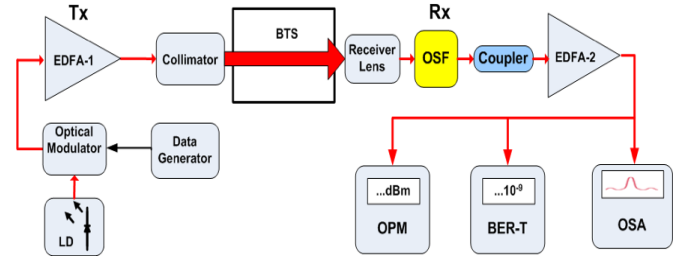 Tx
Rx
EDFA-1
Collimator
BTS
Receiver
Lens
OSF
Coupler
EDFA-2
Optical
Modulator
Data
Generator
LD
...dBm
OPM
...10-9
BER-T
OSA